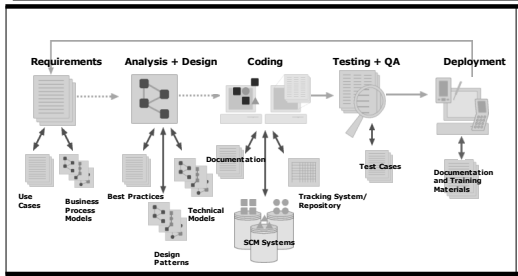 Requirements
Analysis + Design
Coding
Testing + QA
Deployment
Documentation
Use
Cases
Business
Process
Models
Best Practices
Technical
Models
Design
Patterns
Tracking System/
Repository
SCM Systems
Test Cases
Documentation
and Training
Materials